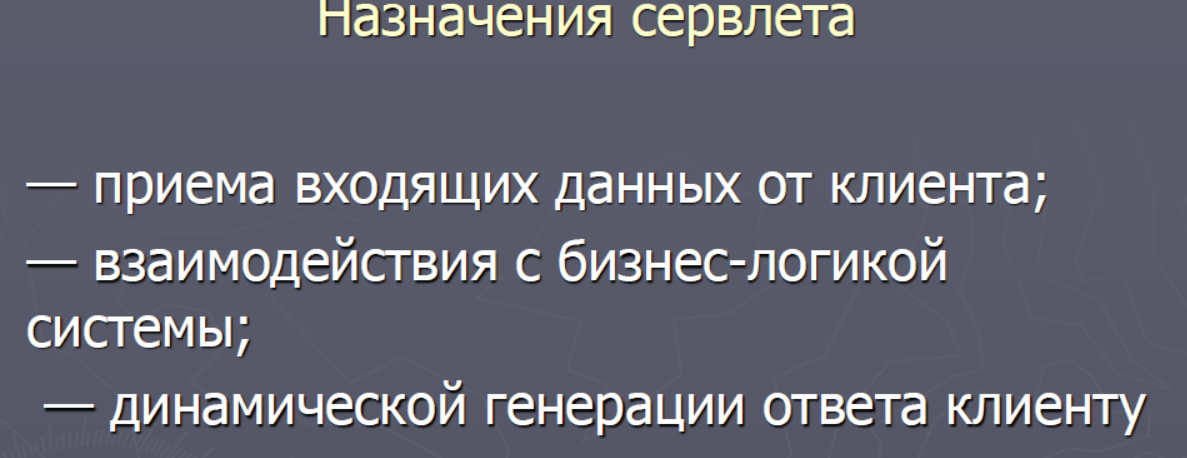 Назначения сервлета
— приема входящих данных от клиента;
— взаимодействия с бизнес-логикой
системы;
— динамической генерации ответа клиенту